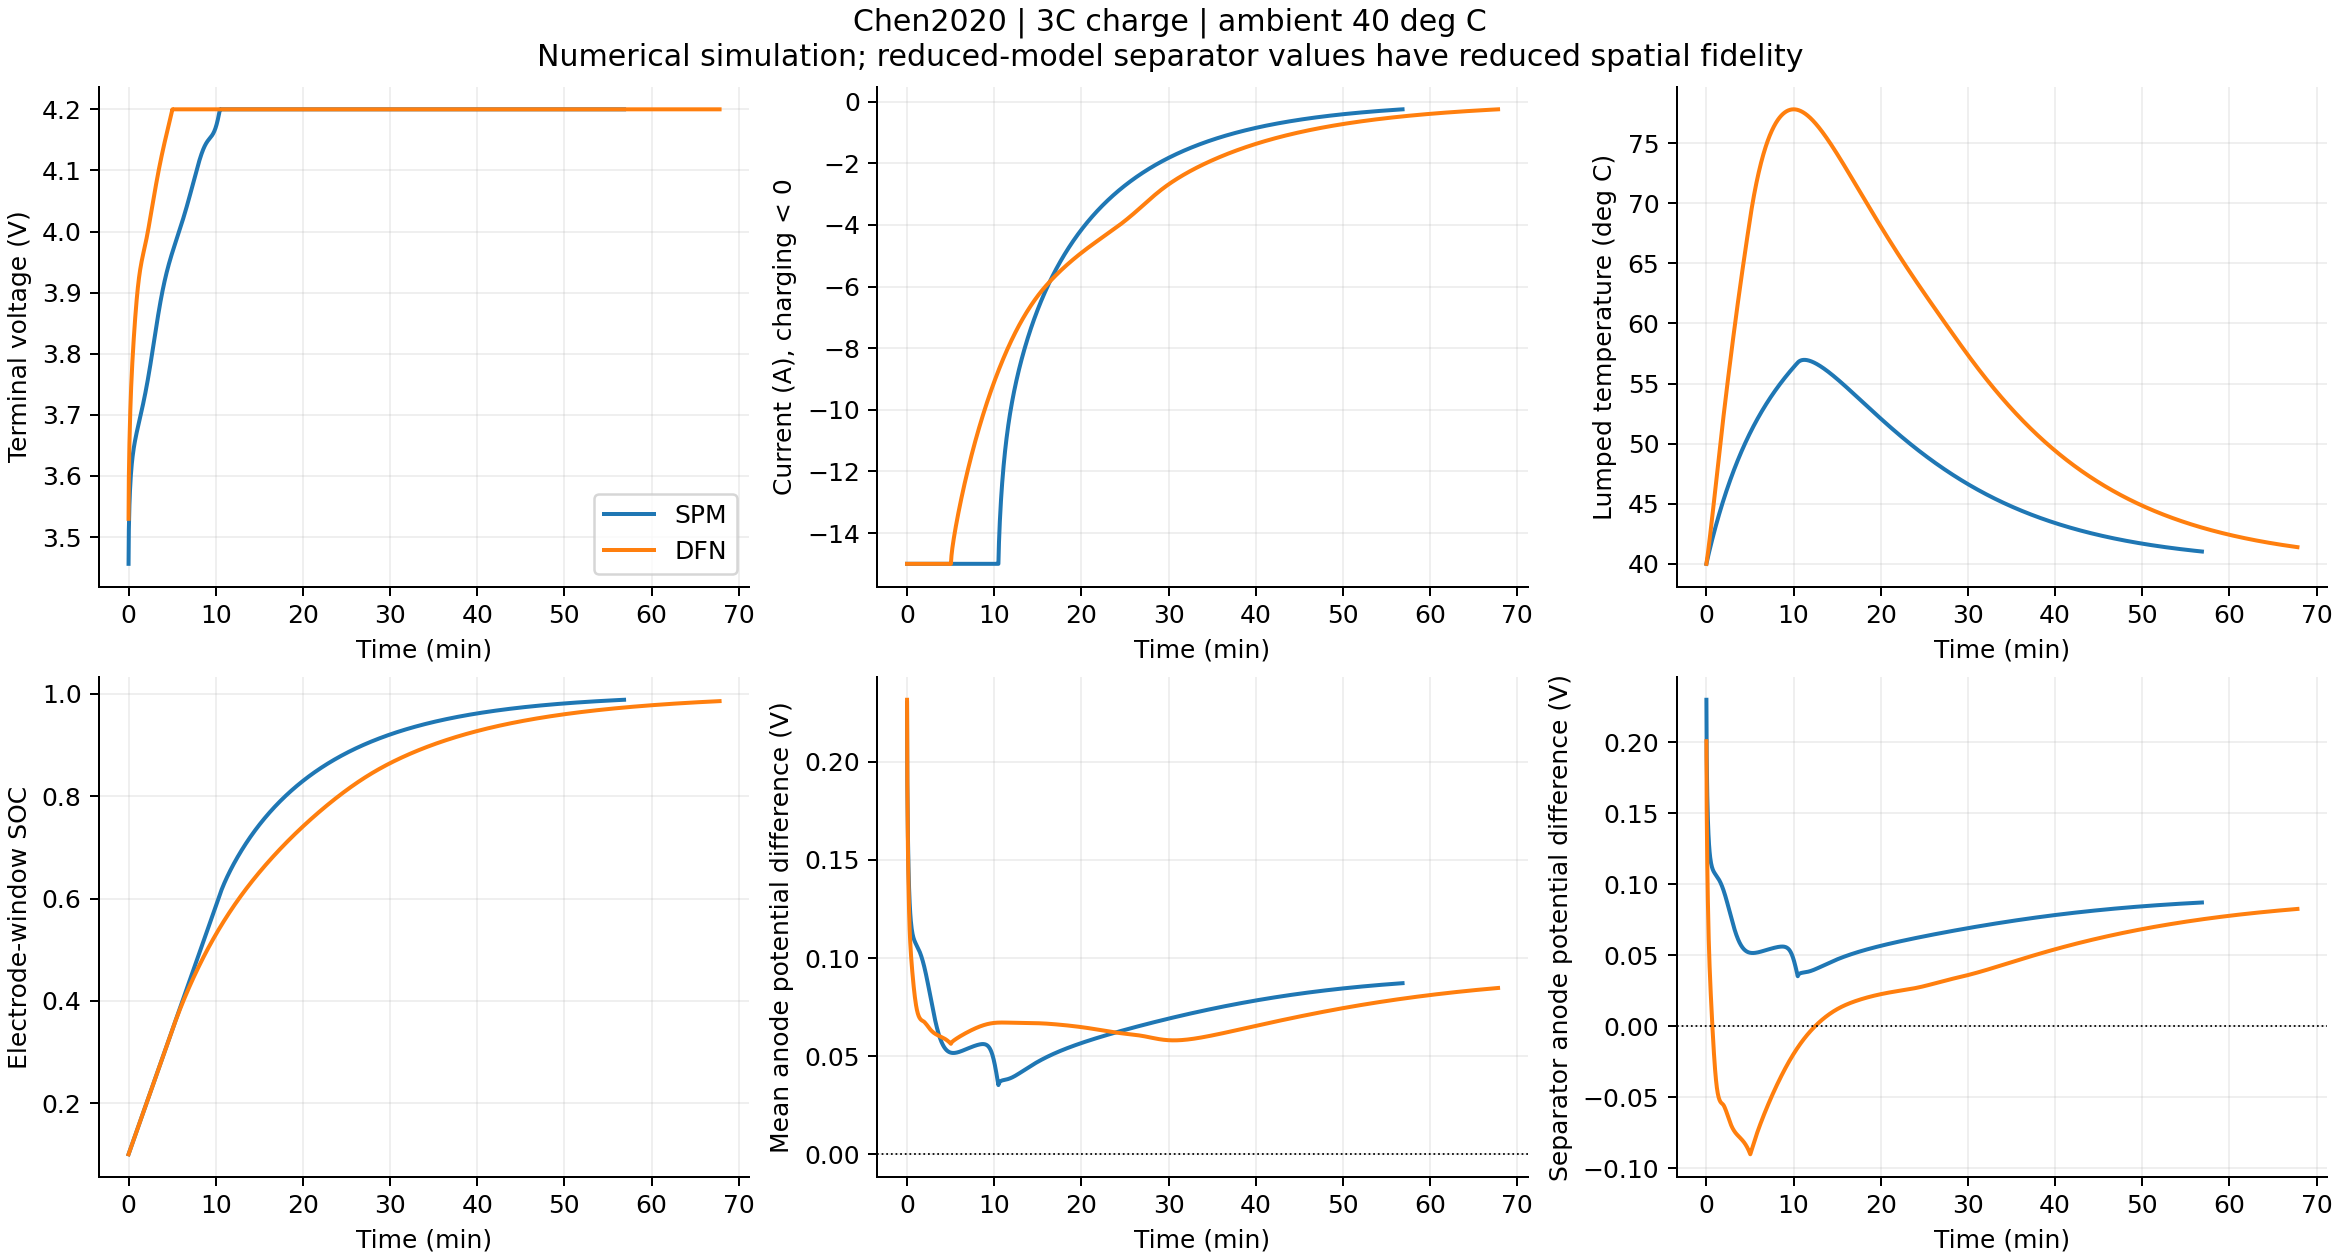 Chen2020 | 3C charge | ambient 40 deg C
Numerical simulation; reduced-model separator values have reduced spatial fidelity
Terminal voltage (V)
4.2
4.1
4.0
3.9
3.8
3.7
3.6
3.5
SPM
DFN
0 10 20 30 40 50 60 70
Time (min)
Current (A), charging < 0
0
−2
−4
−6
−8
−10
−12
−14
0 10 20 30 40 50 60 70
Time (min)
Lumped temperature (deg C)
75
70
65
60
55
50
45
40
0 10 20 30 40 50 60 70
Time (min)
Electrode-window SOC
1.0
0.8
0.6
0.4
0.2
0 10 20 30 40 50 60 70
Time (min)
Mean anode potential difference (V)
0.20
0.15
0.10
0.05
0.00
0 10 20 30 40 50 60 70
Time (min)
Separator anode potential difference (V)
0.20
0.15
0.10
0.05
0.00
−0.05
−0.10
0 10 20 30 40 50 60 70
Time (min)